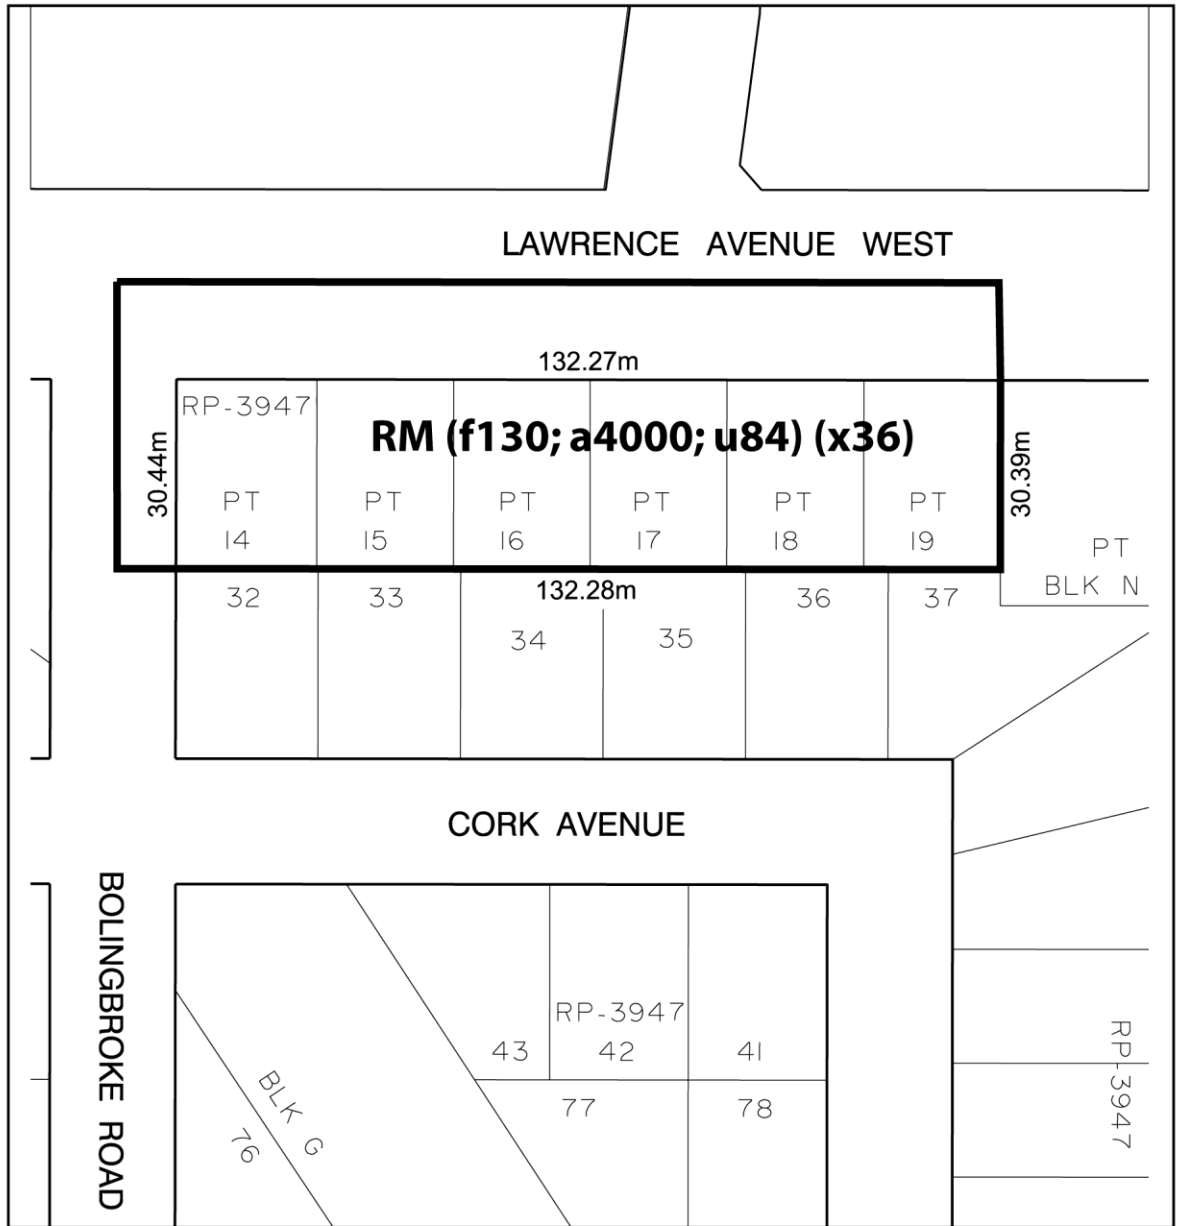 LAWRENCE AVENUE WEST
132.27m
RP-3947
RM (f130; a4000; u84) (x36)
30.44m
30.39m
PT
14
PT
15
PT
16
PT
17
PT
18
PT
19
PT
BLK N
132.28m
32
33
34
35
36
37
CORK AVENUE
BOLINGBROKE ROAD
RP-3947
43
42
41
RP-3947
BLK G
76
77
78